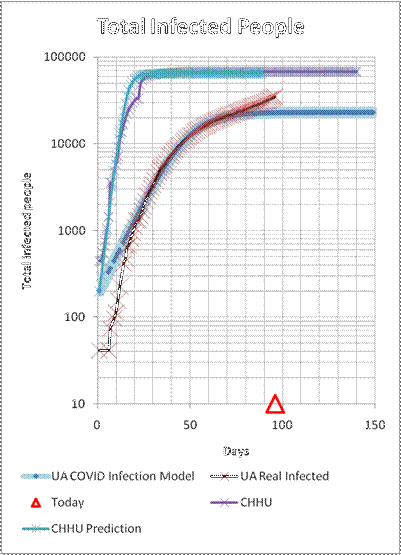 Total Infected People
100000
10000
1000
100
10
Total infected people
0 50 100 150
Days
UA COVID Infection Model UA Real Infected
Today CHHU
CHHU Prediction